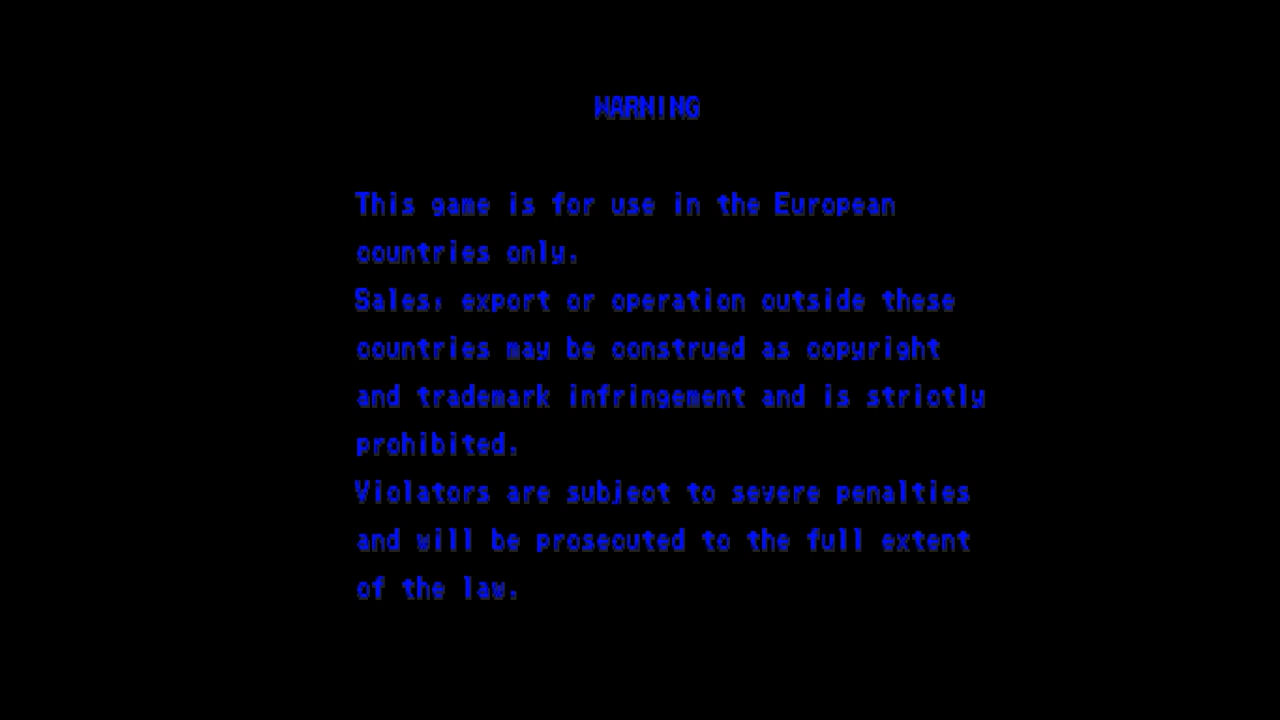 WARNING
This game is for use in the European
countries only.
Sales, export or operation outside these
countries may be construed as copyright
and trademark infringement and is strictly
prohibited.
Violators are subject to severe penalties
and will be prosecuted to the full extent
of the law.